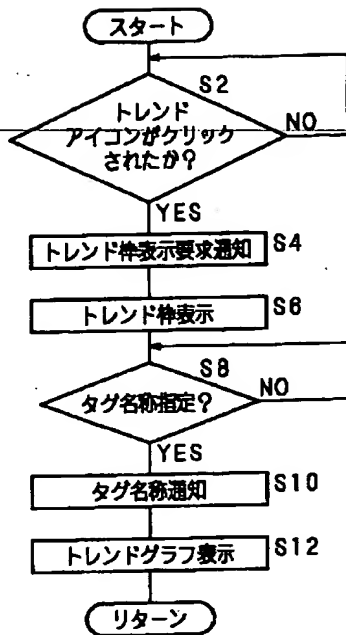 スタート
S2
トレンド
アイコンがクリック
されたか?
NO
YES
トレンド枠表示要求通知 S4
トレンド枠表示 S6
S8
タグ名称指定?
NO
YES
タグ名称通知 S10
トレンドグラフ表示 S12
リターン